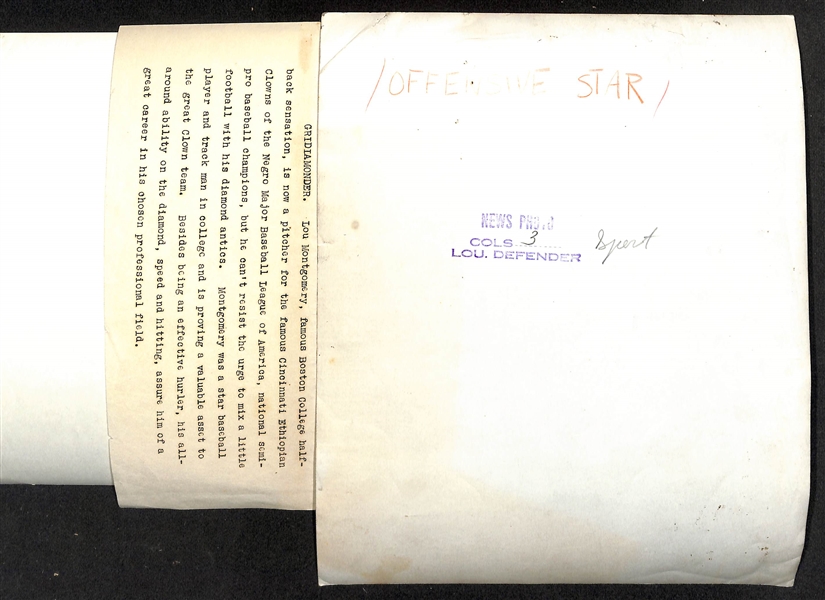 GRIDIAMONDER. Lou Montgomery, famous Boston College half-
back sensation, is now a pitcher for the famous Cincinnati Ethiopian
Clowns of the Negro Major Baseball League of America, national semi-
pro baseball champions, but he can't resist the urge to mix a little
football with his diamond antics. Montgomery was a star baseball
player and track man in college and is proving a valuable asset to
the great Clown team. Besides being an effective hurler, his all-
around ability on the diamond, speed and hitting, assure him of a
great career in his chosen professional field.
/OFFENSIVE STAR/
NEWS PHOTO
COLS. 3
LOU. DEFENDER
Sport